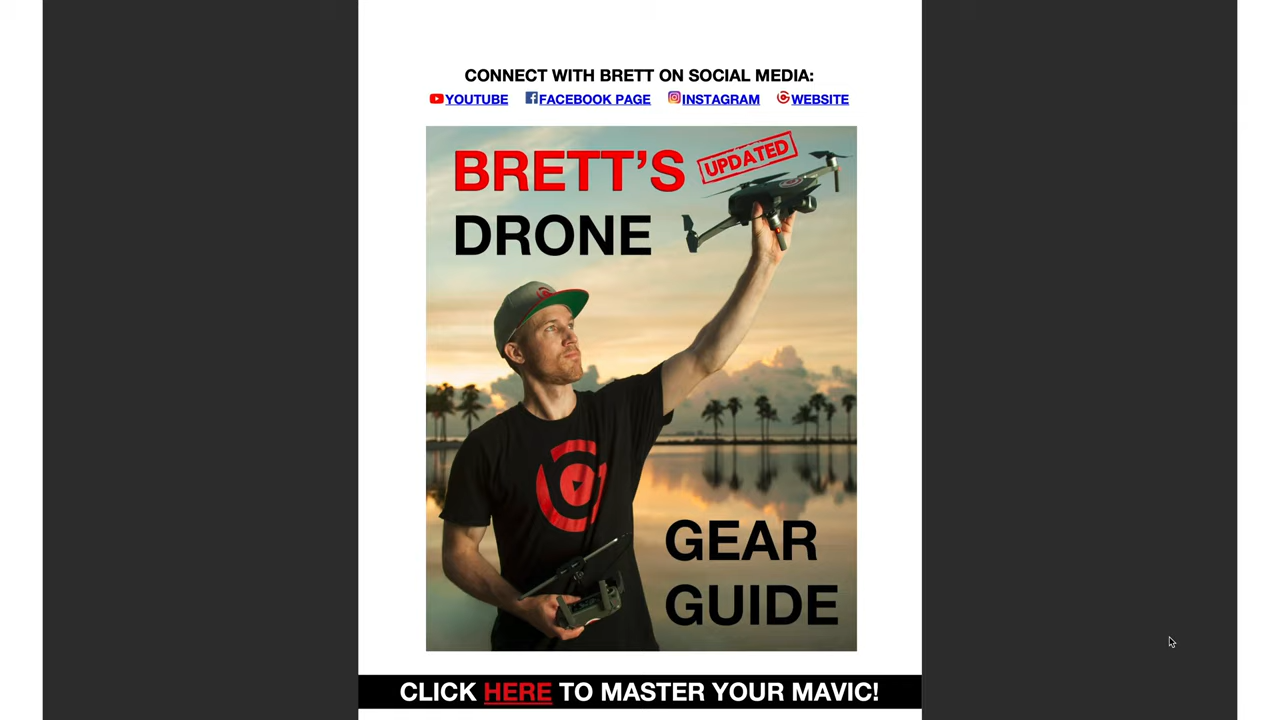 CONNECT WITH BRETT ON SOCIAL MEDIA:
YOUTUBE FACEBOOK PAGE INSTAGRAM WEBSITE
BRETT'S
UPDATED
DRONE
GEAR
GUIDE
CLICK HERE TO MASTER YOUR MAVIC!